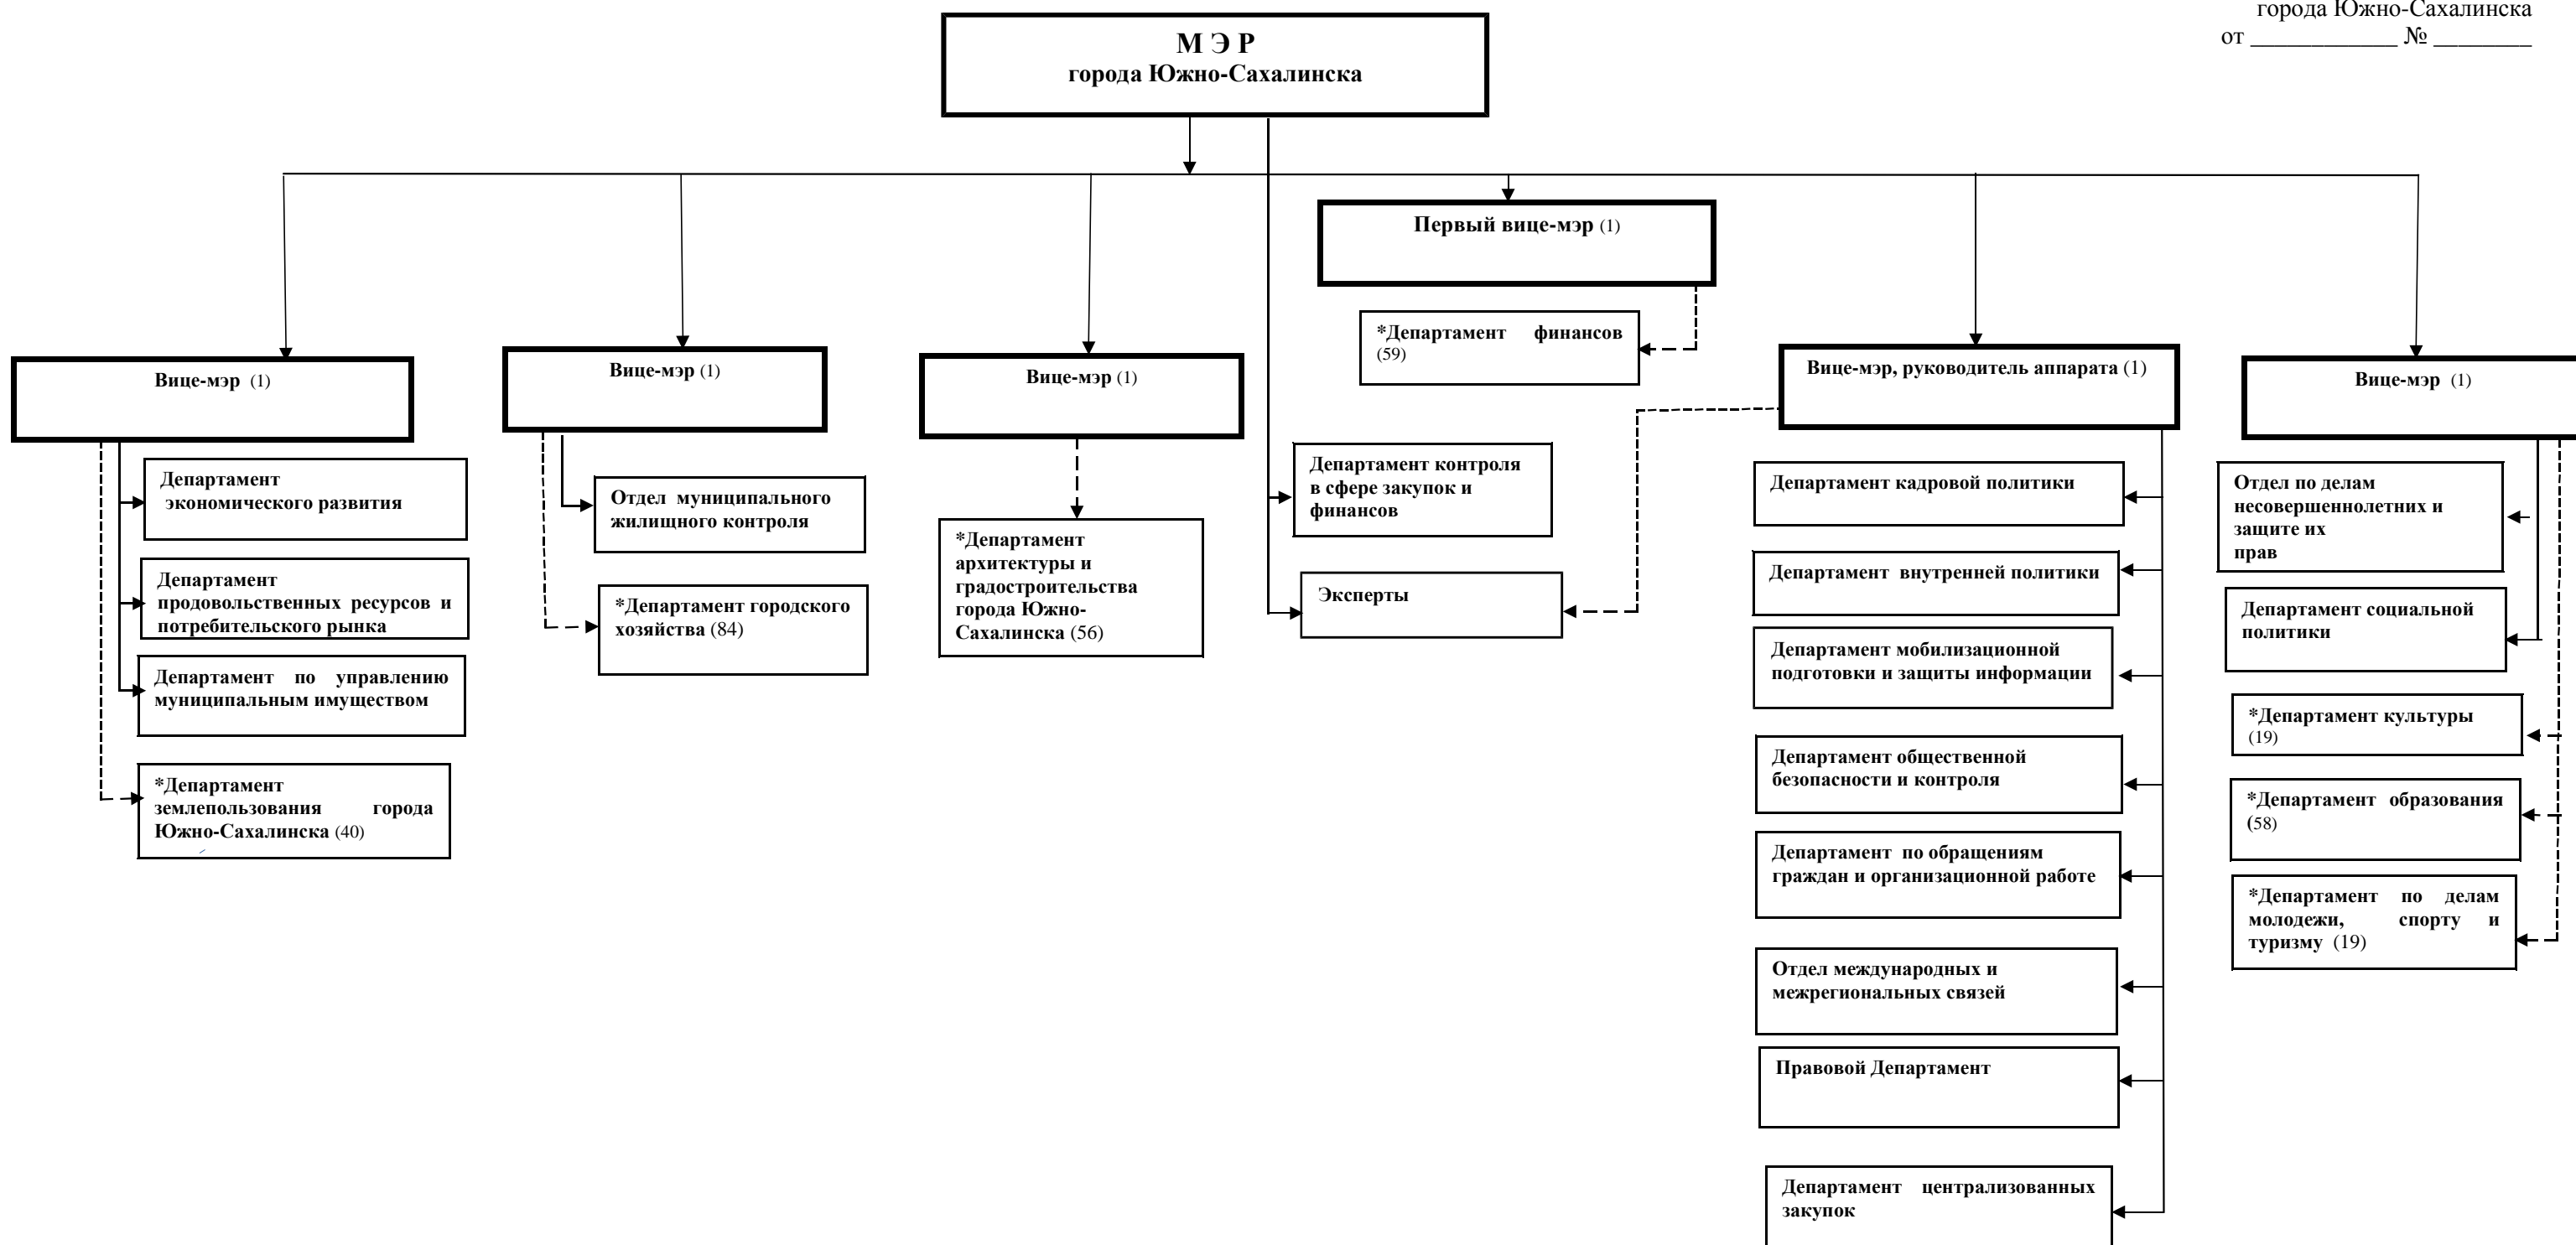 города Южно-Сахалинска
от ____________ № ________
М Э Р
города Южно-Сахалинска
Первый вице-мэр (1)
*Департамент финансов
(59)
Вице-мэр (1)
Департамент
экономического развития
Департамент
продовольственных ресурсов и
потребительского рынка
Департамент по управлению
муниципальным имуществом
*Департамент
землепользования города
Южно-Сахалинска (40)
Вице-мэр (1)
Отдел муниципального
жилищного контроля
*Департамент городского
хозяйства (84)
Вице-мэр (1)
*Департамент
архитектуры и
градостроительства
города Южно-
Сахалинска (56)
Департамент контроля
в сфере закупок и
финансов
Эксперты
Вице-мэр, руководитель аппарата (1)
Департамент кадровой политики
Департамент внутренней политики
Департамент мобилизационной
подготовки и защиты информации
Департамент общественной
безопасности и контроля
Департамент по обращениям
граждан и организационной работе
Отдел международных и
межрегиональных связей
Правовой Департамент
Департамент централизованных
закупок
Вице-мэр (1)
Отдел по делам
несовершеннолетних и
защите их
прав
Департамент социальной
политики
*Департамент культуры
(19)
*Департамент образования
(58)
*Департамент по делам
молодежи, спорту и
туризму (19)